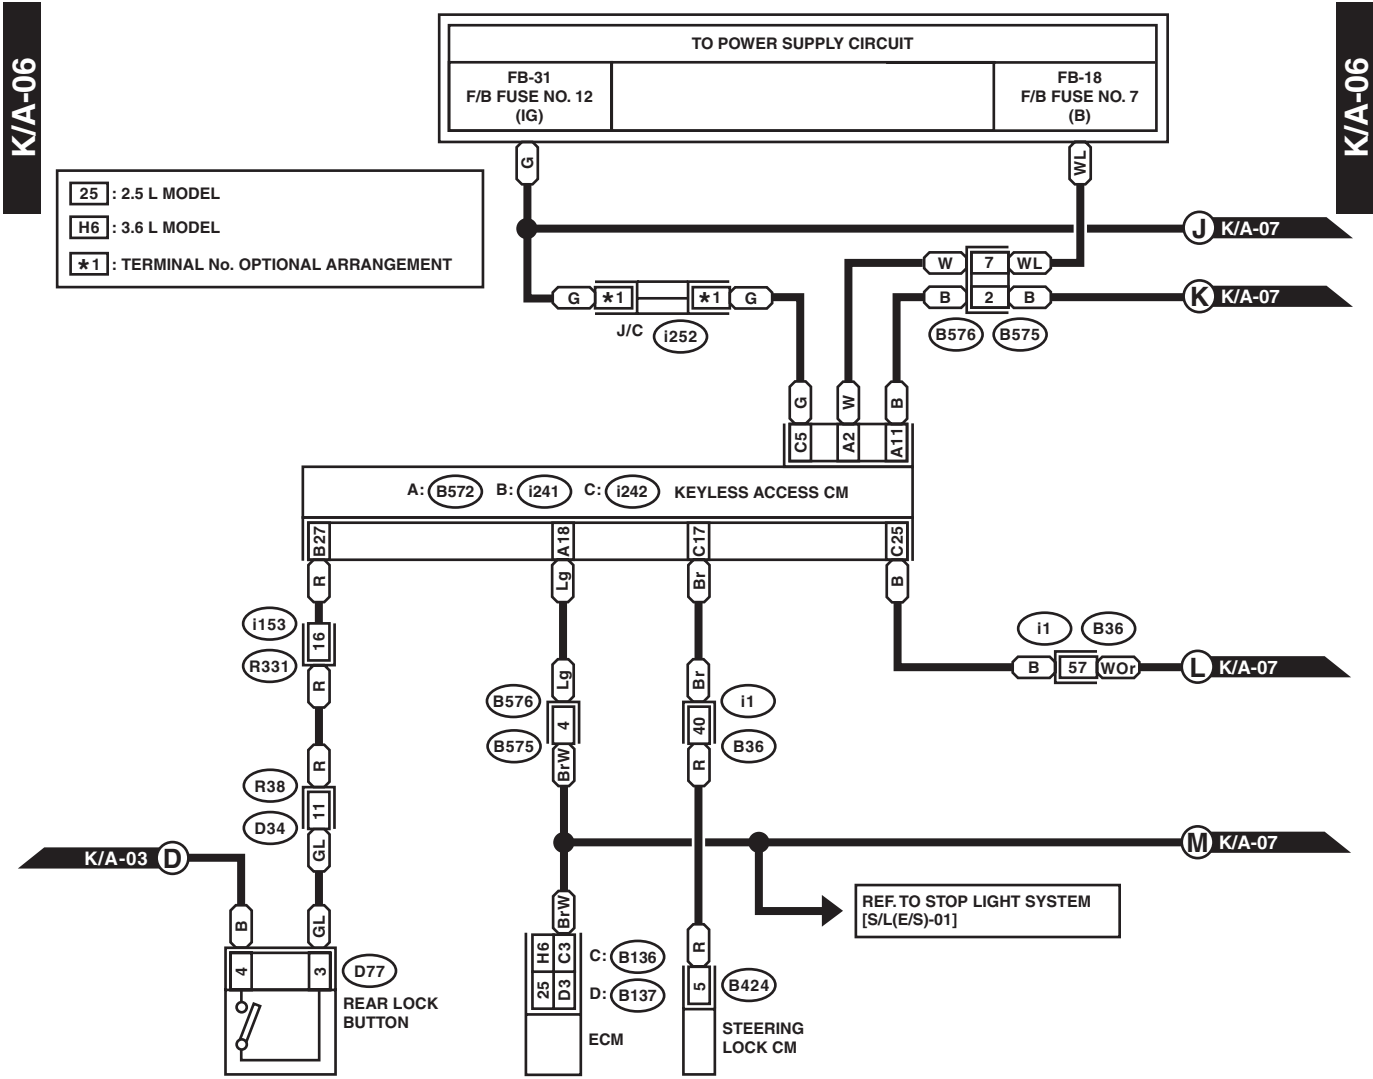 K/A-06
K/A-06
TO POWER SUPPLY CIRCUIT
FB-31
F/B FUSE NO. 12
(IG)
FB-18
F/B FUSE NO. 7
(B)
25 : 2.5 L MODEL
H6 : 3.6 L MODEL
*1 : TERMINAL No. OPTIONAL ARRANGEMENT
G
WL
J K/A-07
W 7 WL
G *1 *1 G
B 2 B
K K/A-07
J/C i252
B576 B575
G W B
C5 A2 A11
A: B572 B: i241 C: i242 KEYLESS ACCESS CM
B27 A18 C17 C25
R Lg Br B
i153
16
R331
R
i1 B36
B 57 WOr
L K/A-07
Lg Br
B576
4
B575
BrW
i1
40
B36
R
R
R38
11
D34
GL
K/A-03 D
M K/A-07
REF. TO STOP LIGHT SYSTEM
[S/L(E/S)-01]
B GL
BrW
R
4 3 D77
H6 C3 C: B136
25 D3 D: B137
5 B424
REAR LOCK
BUTTON
ECM
STEERING
LOCK CM